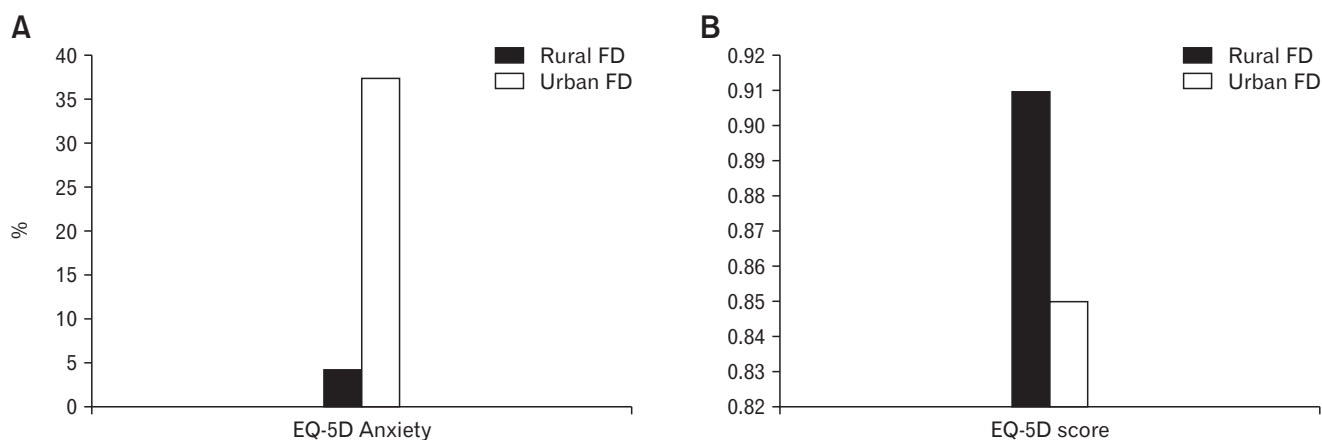 A
Rural FD
Urban FD
%
40
35
30
25
20
15
10
5
0
EQ-5D Anxiety
B
Rural FD
Urban FD
0.92
0.91
0.90
0.89
0.88
0.87
0.86
0.85
0.84
0.83
0.82
EQ-5D score